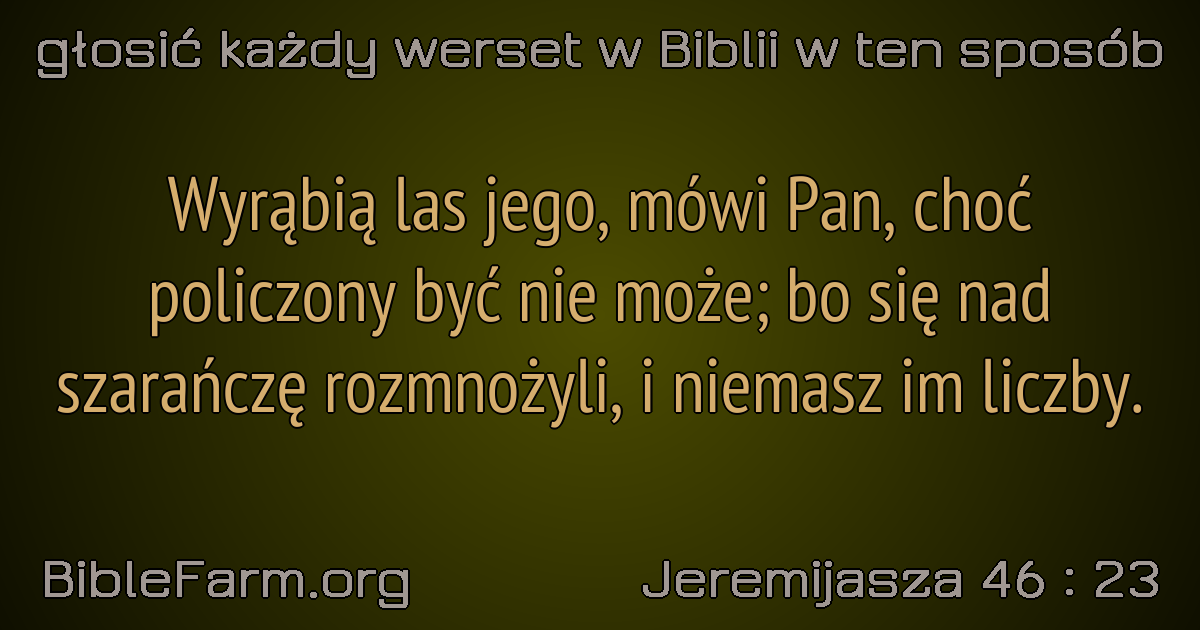 głosić każdy werset w Biblii w ten sposób
Wyrąbią las jego, mówi Pan, choć
policzony być nie może; bo się nad
szarańczę rozmnożyli, i niemasz im liczby.
BibleFarm.org
Jeremijasza 46 : 23